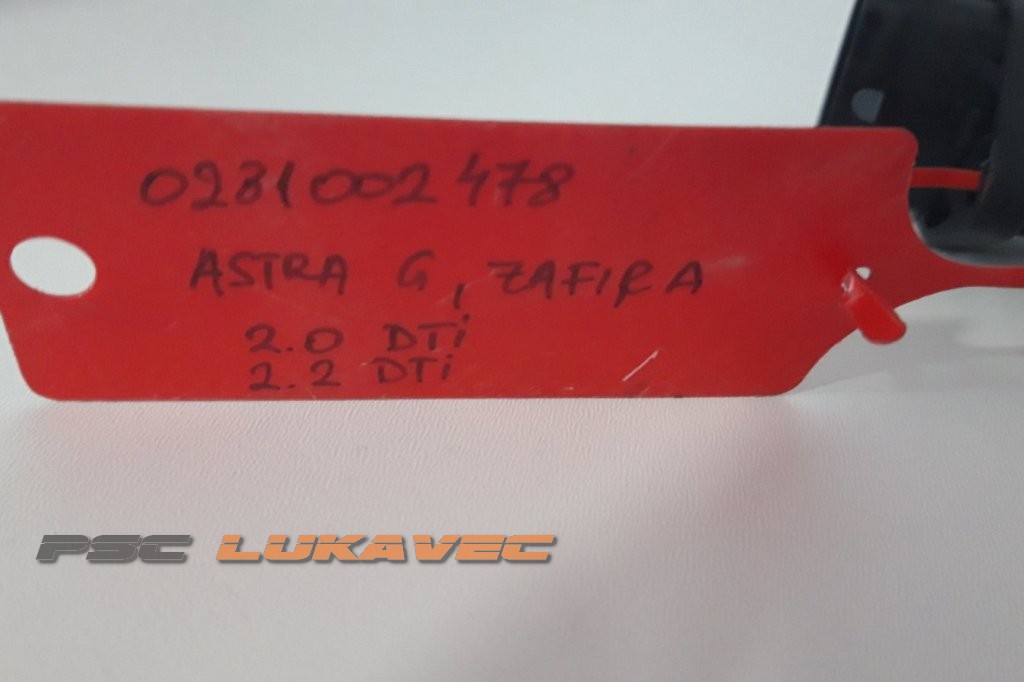 0281002478
ASTRA G, ZAFIRA
2.0 DTi
2.2 DTi
PSC LUKAVEC